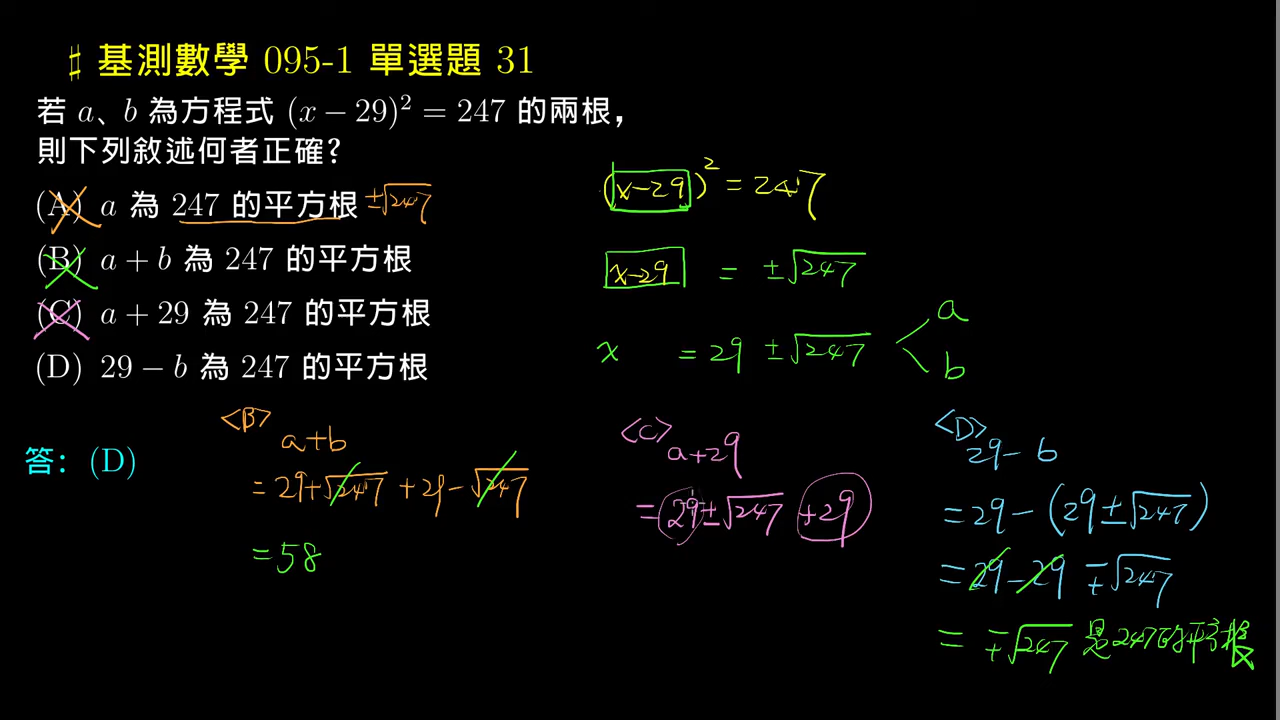 ♯ 基測數學 095-1 單選題 31
若 a、b 為方程式 (x − 29)² = 247 的兩根，
則下列敘述何者正確？
(A) a 為 247 的平方根 ±√247
(B) a + b 為 247 的平方根
(C) a + 29 為 247 的平方根
(D) 29 − b 為 247 的平方根
答：(D)
(x−29)² = 247
x−29 = ±√247
x = 29 ±√247 < a
b
<B>
a+b
= 29+√247 +29−√247
= 58
<C>
a+29
= 29±√247 +29
<D>
29−b
= 29−(29±√247)
= 29−29 ∓√247
= ∓√247 是247的平方根